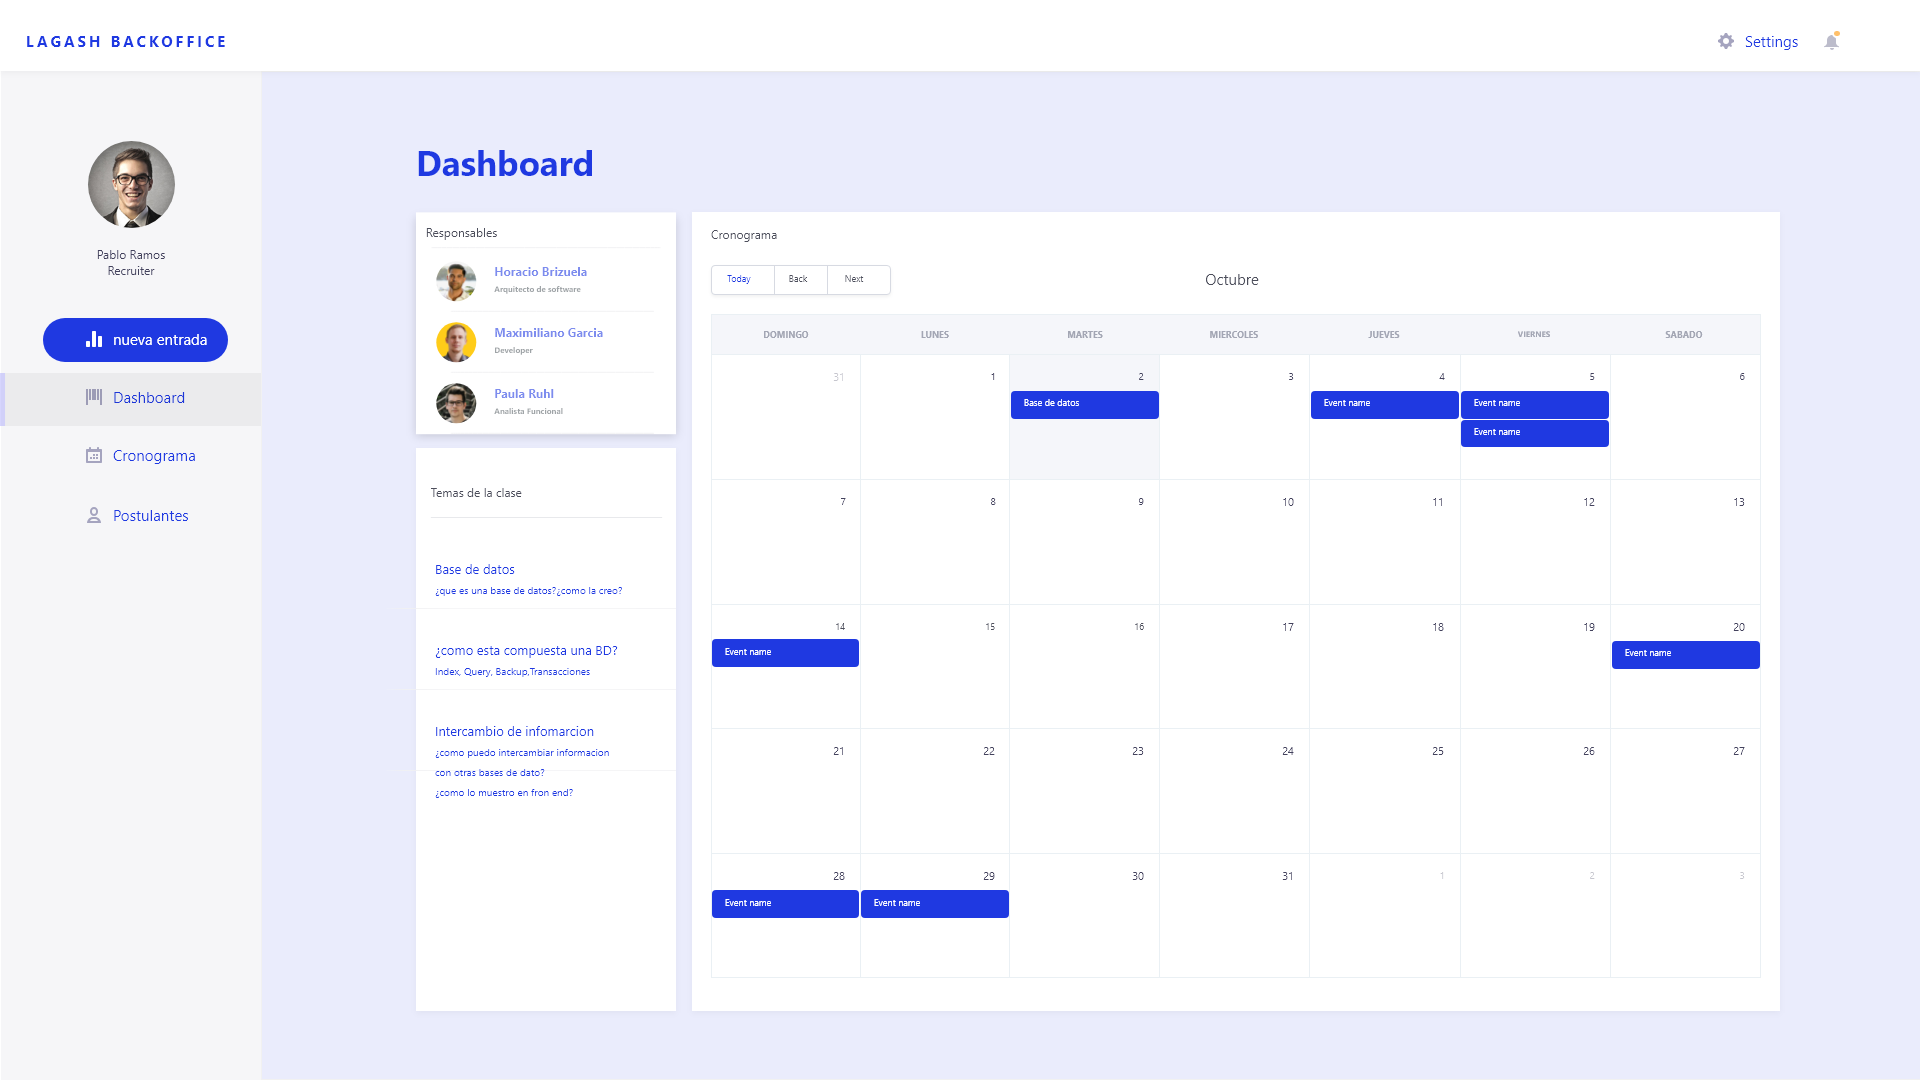 LAGASH BACKOFFICE
Settings
Pablo Ramos
Recruiter
nueva entrada
Dashboard
Cronograma
Postulantes
Dashboard
Responsables
Horacio Brizuela
Arquitecto de software
Maximiliano Garcia
Developer
Paula Ruhl
Analista Funcional
Temas de la clase
Base de datos
¿que es una base de datos?¿como la creo?
¿como esta compuesta una BD?
Index, Query, Backup,Transacciones
Intercambio de infomarcion
¿como puedo intercambiar informacion
con otras bases de dato?
¿como lo muestro en fron end?
Cronograma
Today Back Next
Octubre
DOMINGO LUNES MARTES MIERCOLES JUEVES VIERNES SABADO
31 1 2 3 4 5 6
Base de datos Event name Event name
Event name
7 8 9 10 11 12 13
14 15 16 17 18 19 20
Event name Event name
21 22 23 24 25 26 27
28 29 30 31 1 2 3
Event name Event name